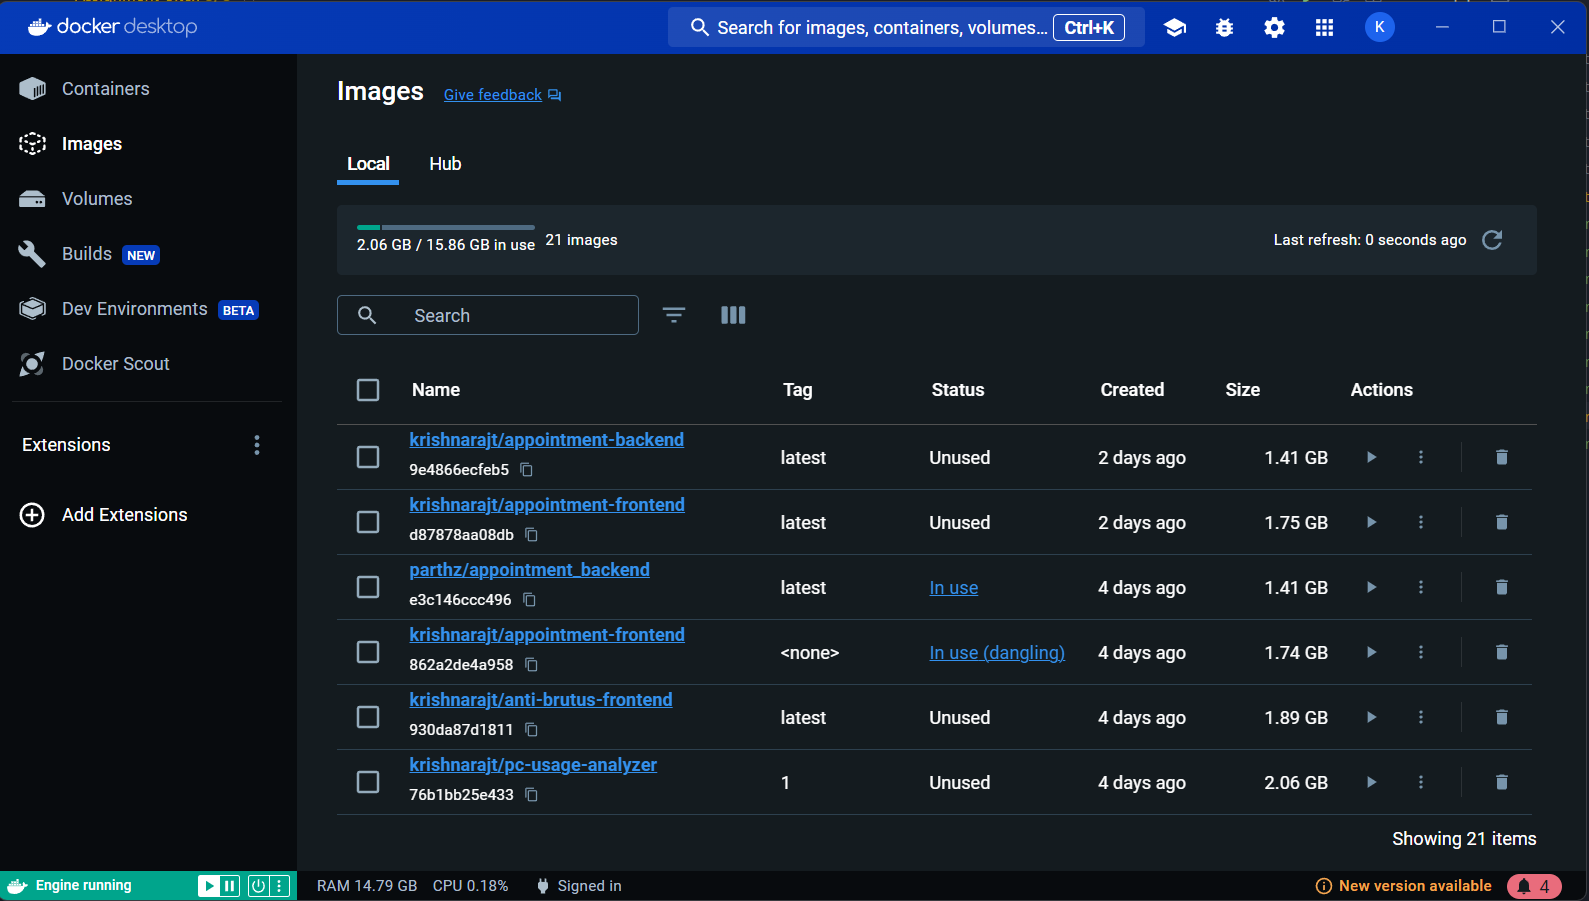 docker desktop
Search for images, containers, volumes... Ctrl+K
K
Containers
Images
Volumes
Builds NEW
Dev Environments BETA
Docker Scout
Extensions
Add Extensions
Images Give feedback
Local Hub
2.06 GB / 15.86 GB in use 21 images
Last refresh: 0 seconds ago
Search
Name Tag Status Created Size Actions
krishnarajt/appointment-backend
9e4866ecfeb5
latest Unused 2 days ago 1.41 GB
krishnarajt/appointment-frontend
d87878aa08db
latest Unused 2 days ago 1.75 GB
parthz/appointment_backend
e3c146ccc496
latest In use 4 days ago 1.41 GB
krishnarajt/appointment-frontend
862a2de4a958
<none> In use (dangling) 4 days ago 1.74 GB
krishnarajt/anti-brutus-frontend
930da87d1811
latest Unused 4 days ago 1.89 GB
krishnarajt/pc-usage-analyzer
76b1bb25e433
1 Unused 4 days ago 2.06 GB
Showing 21 items
Engine running
RAM 14.79 GB CPU 0.18% Signed in
New version available 4